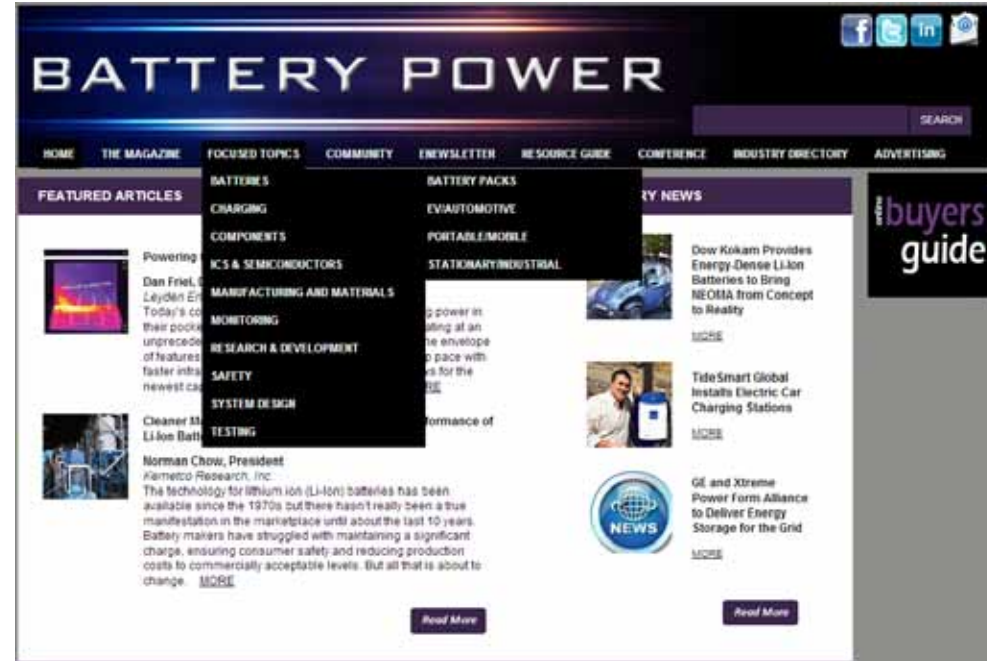 BATTERY POWER
SEARCH
HOME THE MAGAZINE FOCUSED TOPICS COMMUNITY ENEWSLETTER RESOURCE GUIDE CONFERENCE INDUSTRY DIRECTORY ADVERTISING
FEATURED ARTICLES
BATTERIES
CHARGING
COMPONENTS
ICS & SEMICONDUCTORS
MANUFACTURING AND MATERIALS
MONITORING
RESEARCH & DEVELOPMENT
SAFETY
SYSTEM DESIGN
TESTING
BATTERY PACKS
EV/AUTOMOTIVE
PORTABLE/MOBILE
STATIONARY/INDUSTRIAL
Powering
Dan Friel,
Leyden
Today's
their
g power in
ating at an
of features
ne envelope
faster
p pace with
newest
s for the
Cleaner
formance of
Li-Ion
Norman Chow, President
Kemetco Research, Inc.
The technology for lithium ion (Li-Ion) batteries has been
available since the 1970s but there hasn't really been a true
manifestation in the marketplace until about the last 10 years.
Battery makers have struggled with maintaining a significant
charge, ensuring consumer safety and reducing production
costs to commercially acceptable levels. But all that is about to
change. MORE
Read More
RY NEWS
Dow Kokam Provides
Energy-Dense Li-Ion
Batteries to Bring
NEOMA from Concept
to Reality
MORE
TideSmart Global
Installs Electric Car
Charging Stations
MORE
NEWS
GE and Xtreme
Power Form Alliance
to Deliver Energy
Storage for the Grid
MORE
Read More
online
buyers
guide